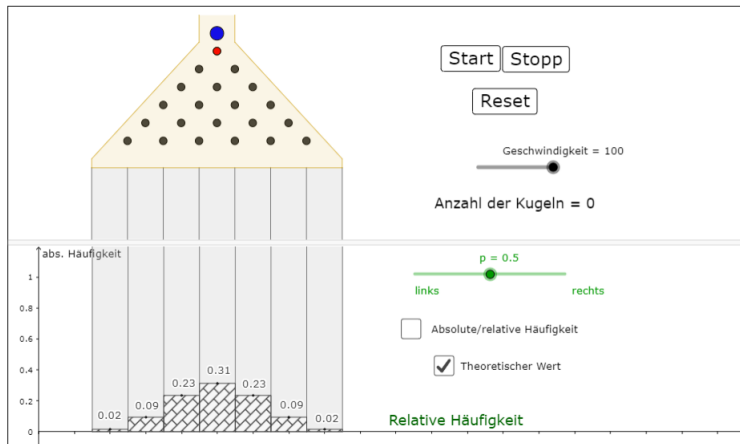 Start Stopp
Reset
Geschwindigkeit = 100
Anzahl der Kugeln = 0
abs. Häufigkeit
1
0.8
0.6
0.4
0.2
0
0.02 0.09 0.23 0.31 0.23 0.09 0.02
p = 0.5
links rechts
Absolute/relative Häufigkeit
Theoretischer Wert
Relative Häufigkeit